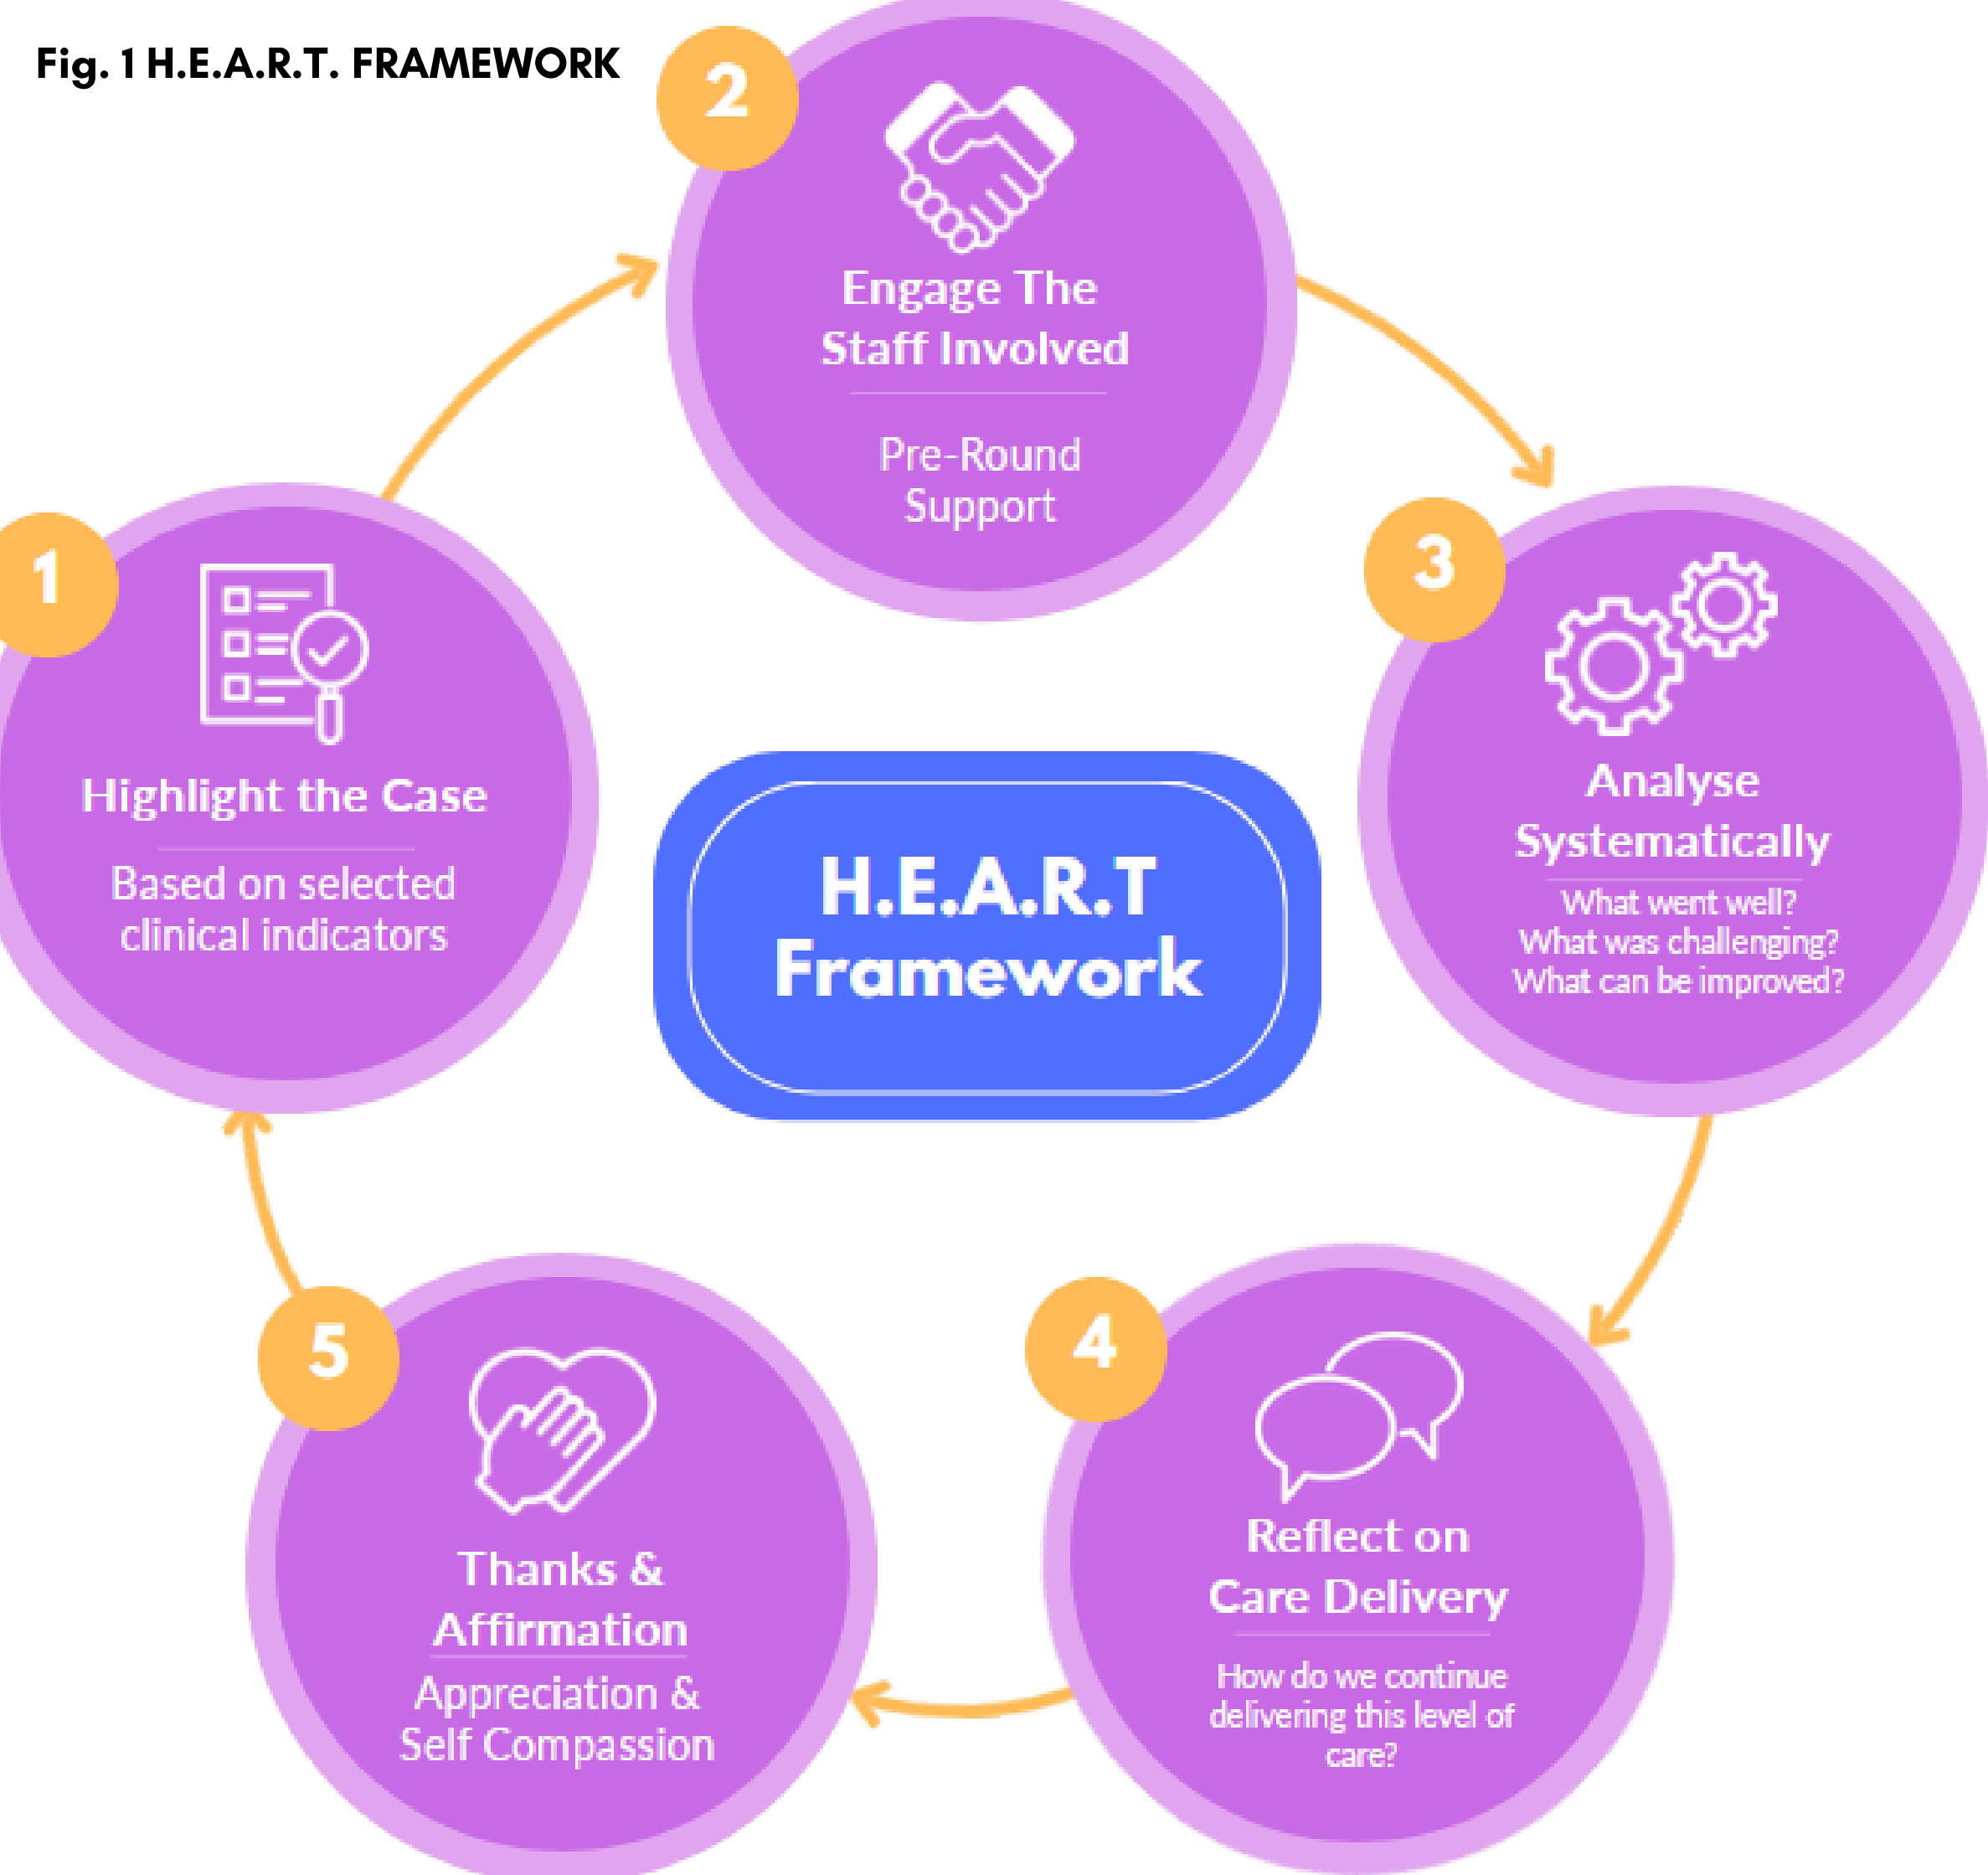 Fig. 1 H.E.A.R.T. FRAMEWORK
1
Highlight the Case
Based on selected
clinical indicators
2
Engage The
Staff Involved
Pre-Round
Support
3
Analyse
Systematically
What went well?
What was challenging?
What can be improved?
H.E.A.R.T
Framework
4
Reflect on
Care Delivery
How do we continue
delivering this level of
care?
5
Thanks &
Affirmation
Appreciation &
Self Compassion